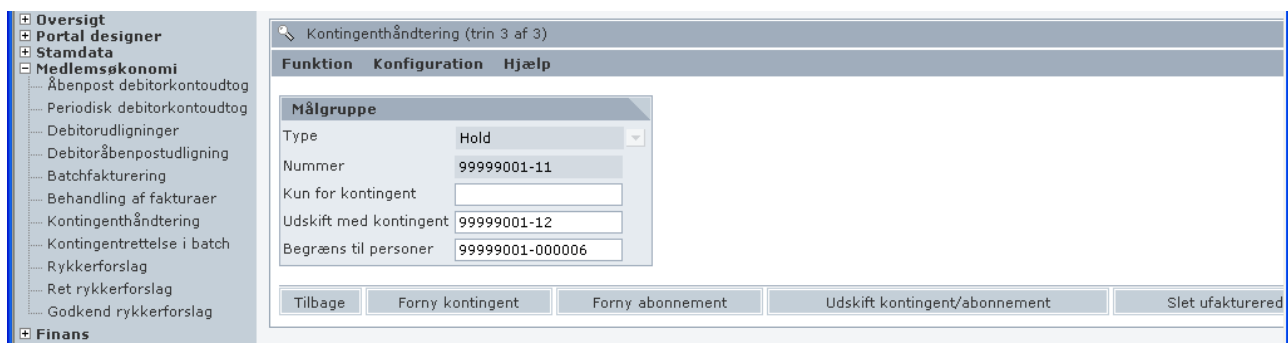 Oversigt
Portal designer
Stamdata
Medlemsøkonomi
Åbenpost debitorkontoudtog
Periodisk debitorkontoudtog
Debitorudligninger
Debitoråbenpostudligning
Batchfakturering
Behandling af fakturaer
Kontingenthåndtering
Kontingentrettelse i batch
Rykkerforslag
Ret rykkerforslag
Godkend rykkerforslag
Finans
Kontingenthåndtering (trin 3 af 3)
Funktion Konfiguration Hjælp
Målgruppe
Type Hold
Nummer 99999001-11
Kun for kontingent
Udskift med kontingent 99999001-12
Begræns til personer 99999001-000006
Tilbage Forny kontingent Forny abonnement Udskift kontingent/abonnement Slet ufakturered